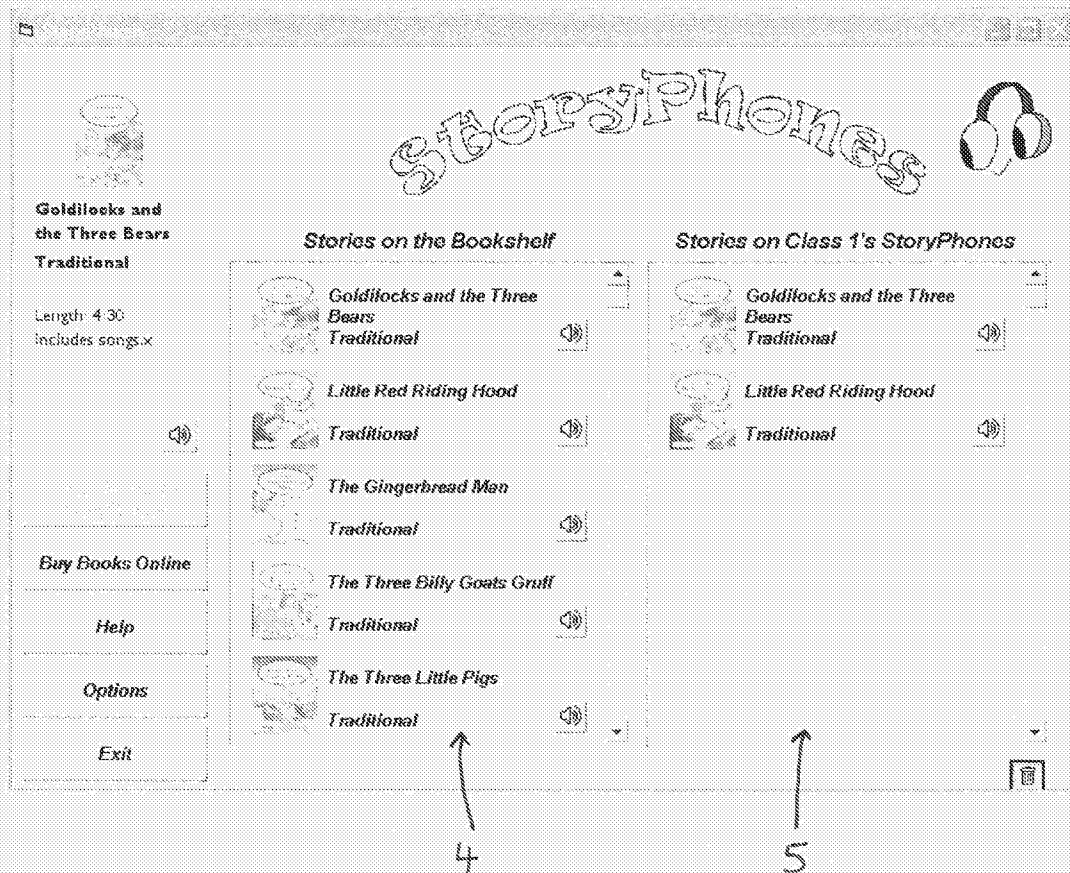 StoryPhones
Goldilocks and
the Three Bears
Traditional
Length: 4:30
includes songs.x
Buy Books Online
Help
Options
Exit
Stories on the Bookshelf
Goldilocks and the Three
Bears
Traditional
Little Red Riding Hood
Traditional
The Gingerbread Man
Traditional
The Three Billy Goats Gruff
Traditional
The Three Little Pigs
Traditional
Stories on Class 1's StoryPhones
Goldilocks and the Three
Bears
Traditional
Little Red Riding Hood
Traditional
4
5